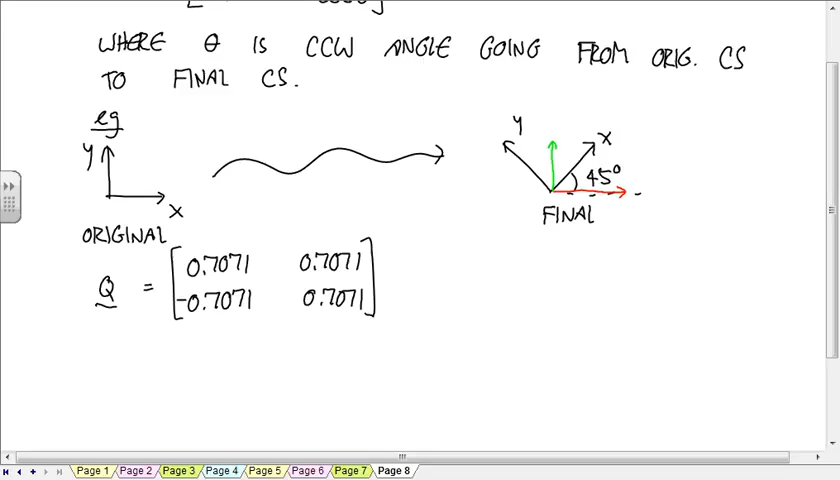 WHERE θ IS CCW ANGLE GOING FROM ORIG. CS
TO FINAL CS.
eg
y
x
ORIGINAL
y
x
45°
FINAL
Q = [ 0.7071 0.7071
-0.7071 0.7071 ]
Page 1 Page 2 Page 3 Page 4 Page 5 Page 6 Page 7 Page 8